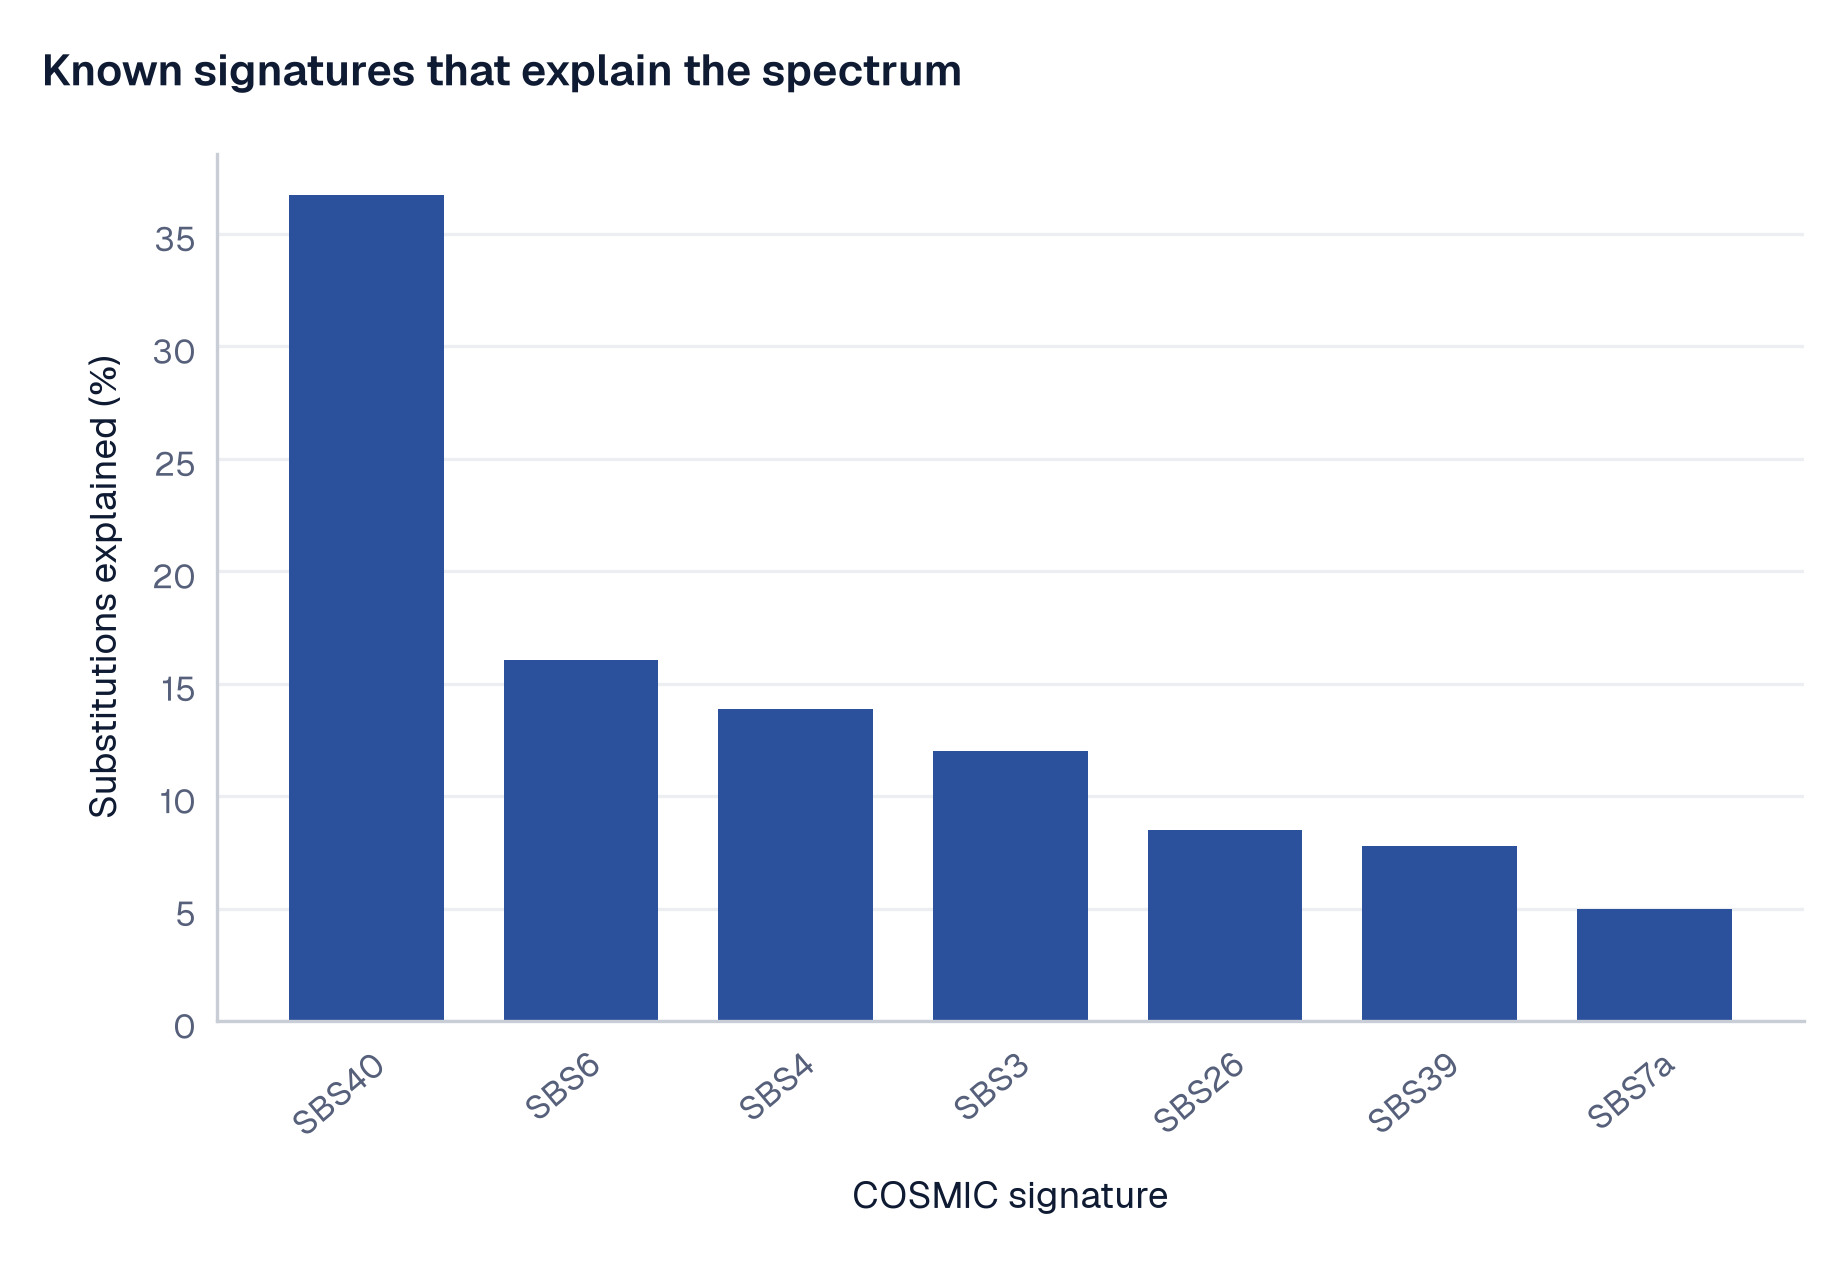 Known signatures that explain the spectrum
Substitutions explained (%)
35
30
25
20
15
10
5
0
SBS40
SBS6
SBS4
SBS3
SBS26
SBS39
SBS7a
COSMIC signature